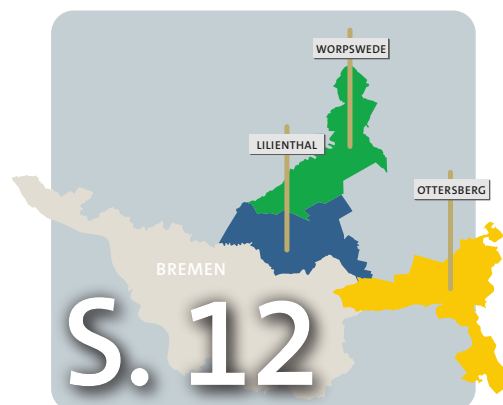 WORPSWEDE
LILIENTHAL
OTTERSBERG
BREMEN
S. 12